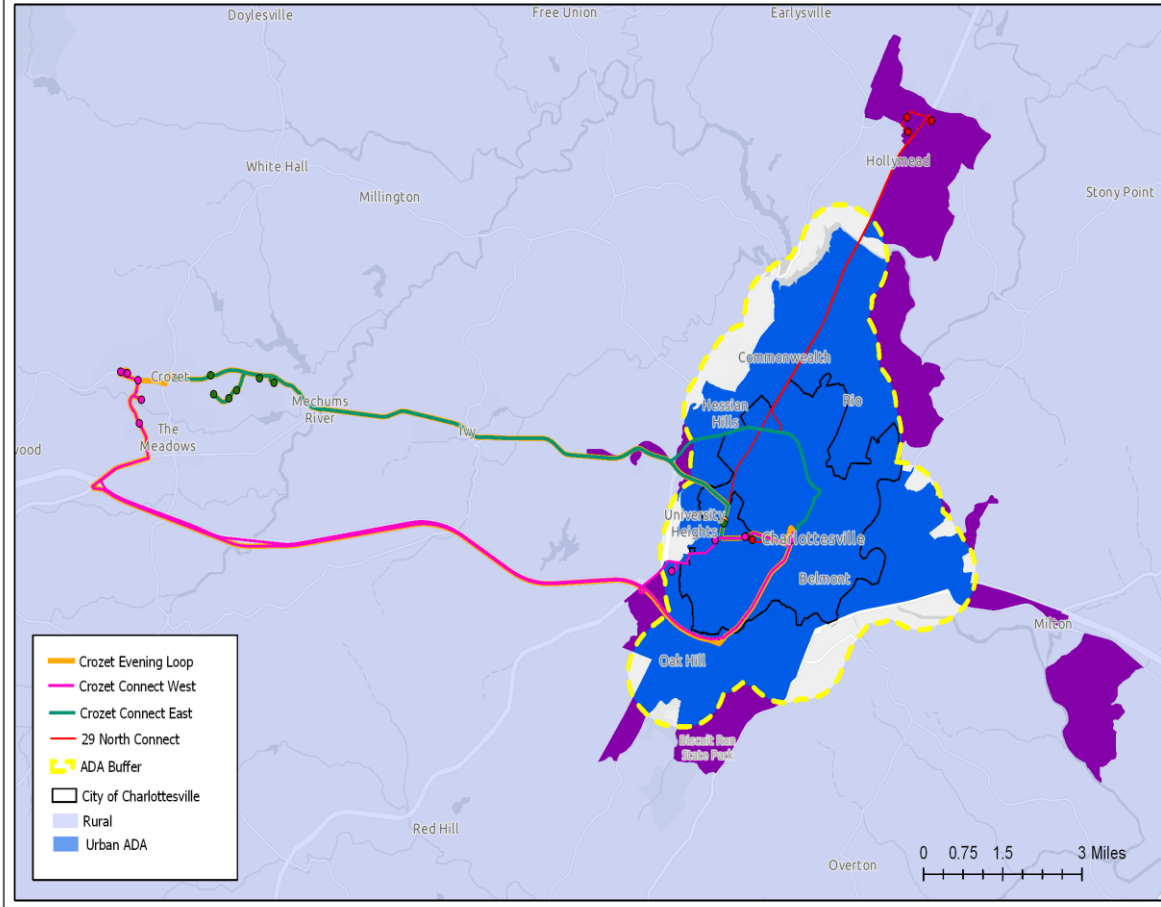 Doylesville
Free Union
Earlysville
White Hall
Millington
Hollymead
Stony Point
Commonwealth
Crozet
Mechums
River
Hessian
Hills
Rio
The
Meadows
Ivy
wood
University
Heights
Charlottesville
Belmont
Milton
Oak Hill
Biscuit Run
State Park
Red Hill
Overton
Crozet Evening Loop
Crozet Connect West
Crozet Connect East
29 North Connect
ADA Buffer
City of Charlottesville
Rural
Urban ADA
0 0.75 1.5 3 Miles